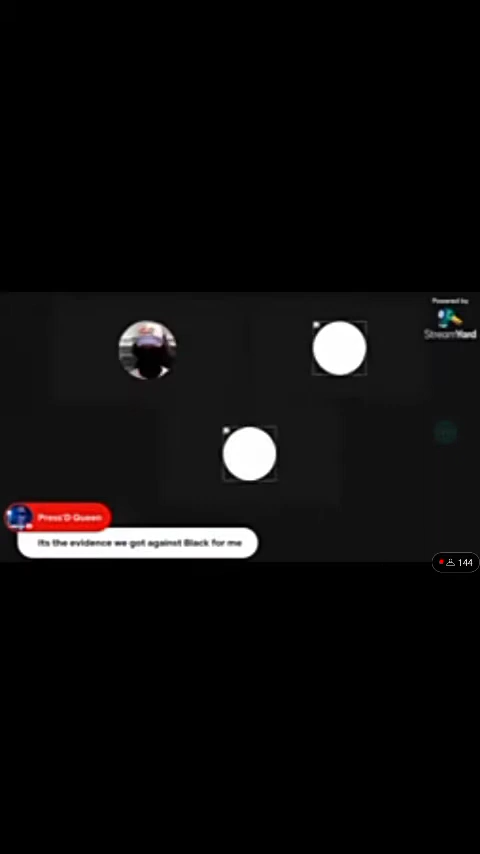 Powered by
StreamYard
Press'D Queen
Its the evidence we got against Black for me
144